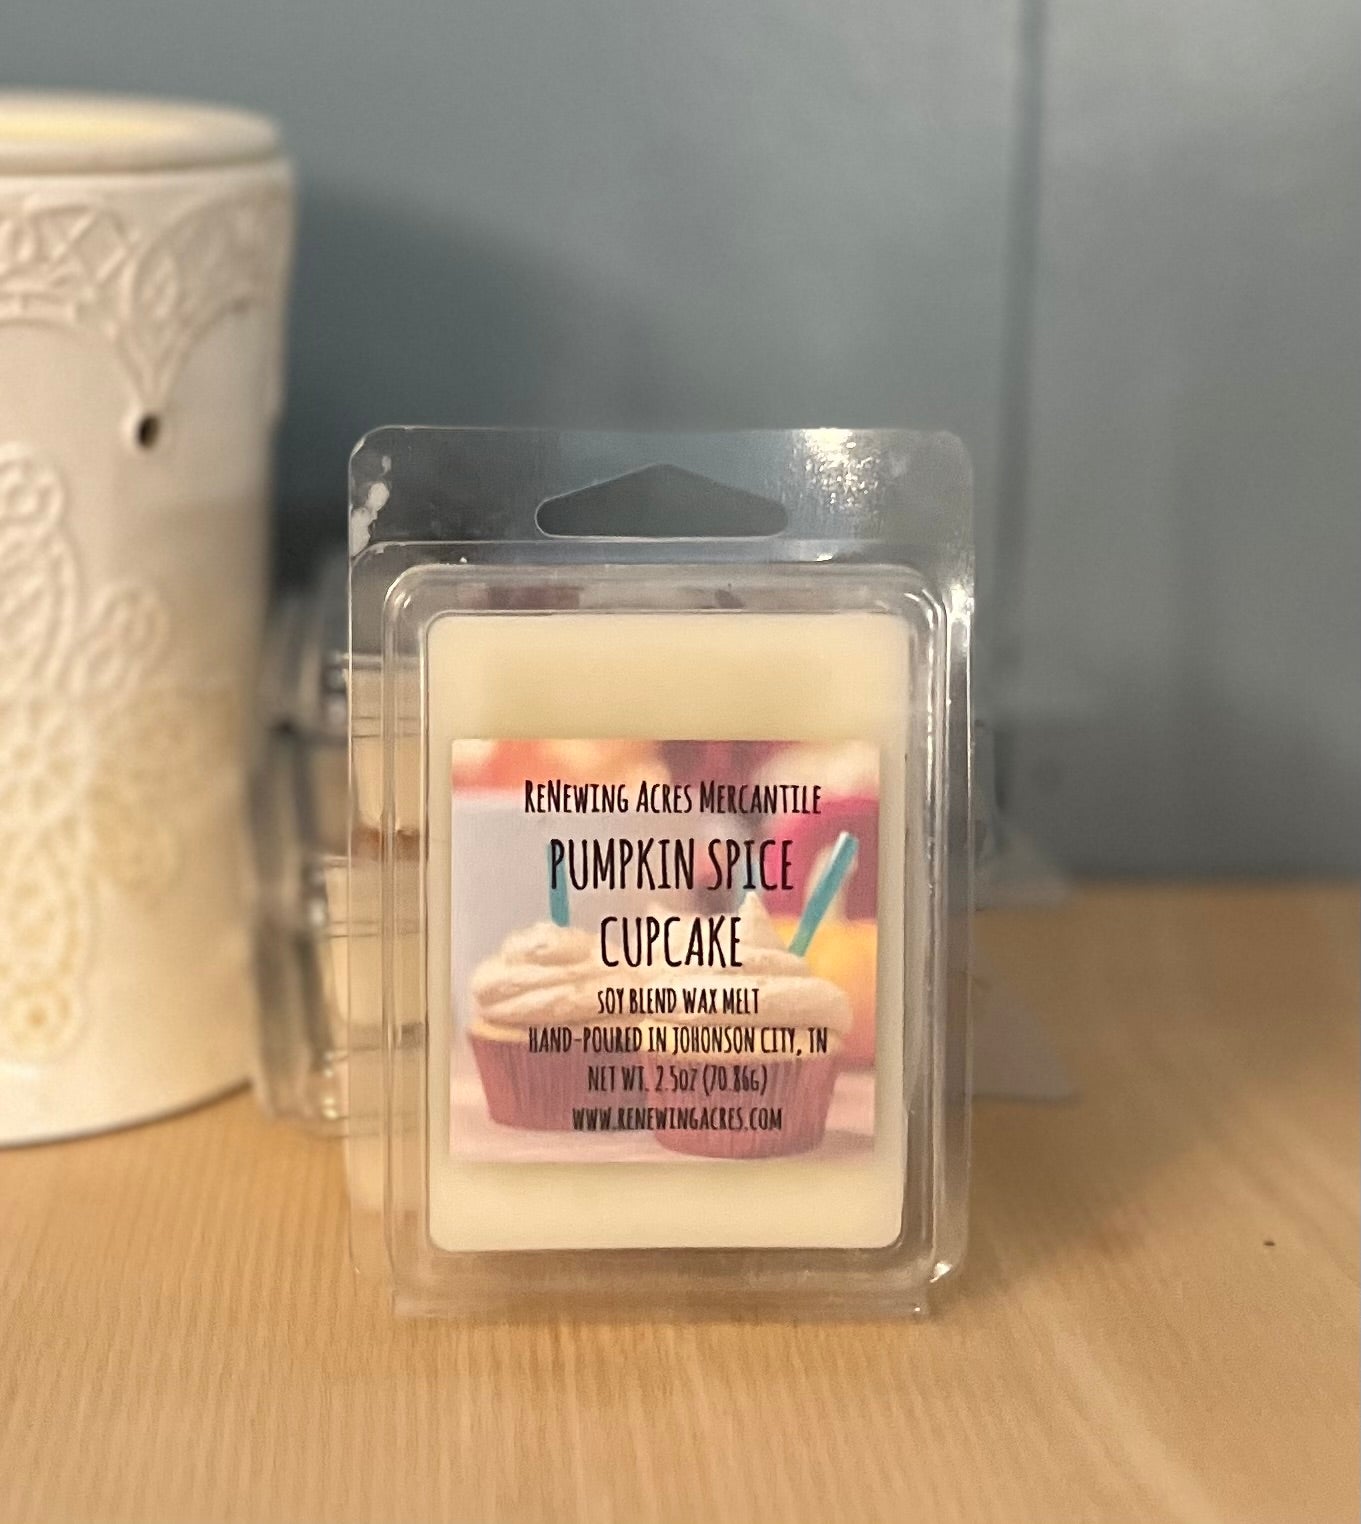 ReNewing Acres Mercantile
PUMPKIN SPICE
CUPCAKE
SOY BLEND WAX MELT
HAND-POURED IN JOHONSON CITY, TN
NET WT. 2.5OZ (70.86G)
WWW.RENEWINGACRES.COM